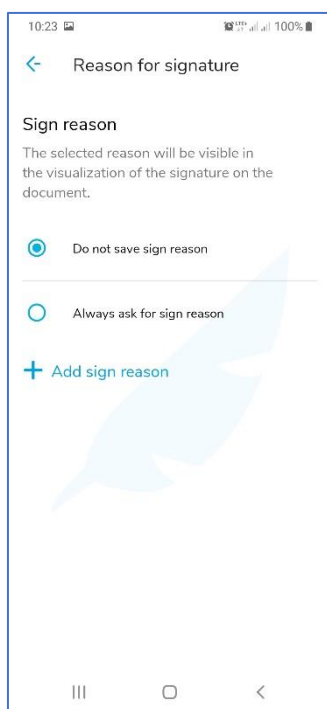 10:23 100%
Reason for signature
Sign reason
The selected reason will be visible in
the visualization of the signature on the
document.
Do not save sign reason
Always ask for sign reason
+ Add sign reason